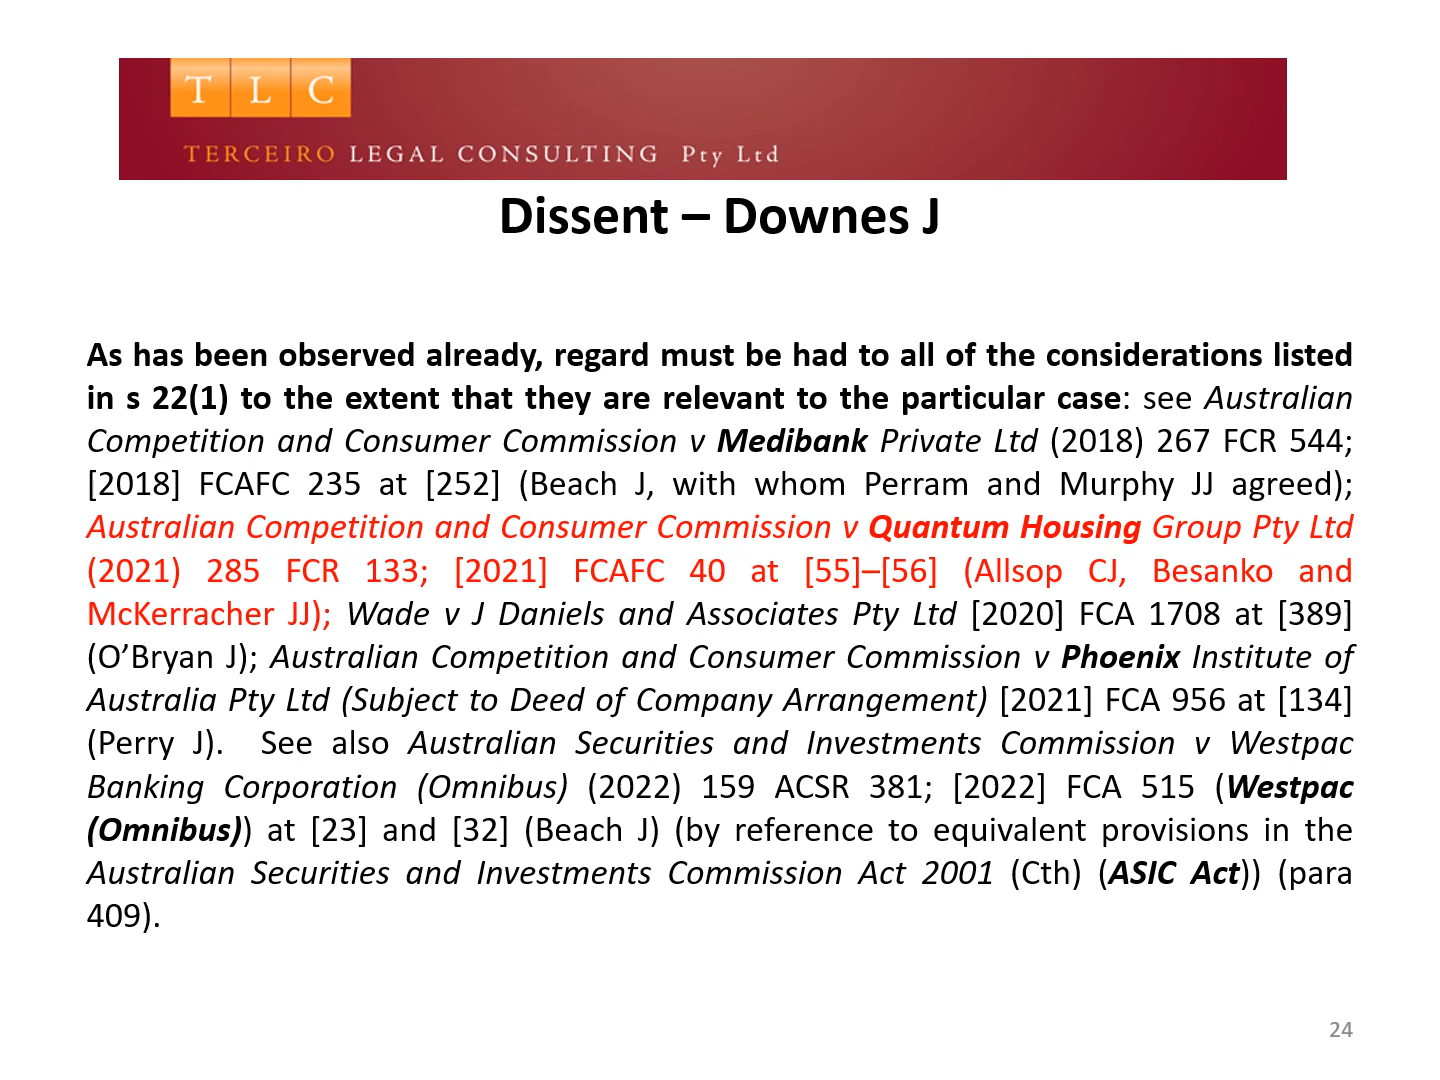 T L C
TERCEIRO LEGAL CONSULTING Pty Ltd
Dissent – Downes J
As has been observed already, regard must be had to all of the considerations listed
in s 22(1) to the extent that they are relevant to the particular case: see Australian
Competition and Consumer Commission v Medibank Private Ltd (2018) 267 FCR 544;
[2018] FCAFC 235 at [252] (Beach J, with whom Perram and Murphy JJ agreed);
Australian Competition and Consumer Commission v Quantum Housing Group Pty Ltd
(2021) 285 FCR 133; [2021] FCAFC 40 at [55]–[56] (Allsop CJ, Besanko and
McKerracher JJ); Wade v J Daniels and Associates Pty Ltd [2020] FCA 1708 at [389]
(O’Bryan J); Australian Competition and Consumer Commission v Phoenix Institute of
Australia Pty Ltd (Subject to Deed of Company Arrangement) [2021] FCA 956 at [134]
(Perry J). See also Australian Securities and Investments Commission v Westpac
Banking Corporation (Omnibus) (2022) 159 ACSR 381; [2022] FCA 515 (Westpac
(Omnibus)) at [23] and [32] (Beach J) (by reference to equivalent provisions in the
Australian Securities and Investments Commission Act 2001 (Cth) (ASIC Act)) (para
409).
24